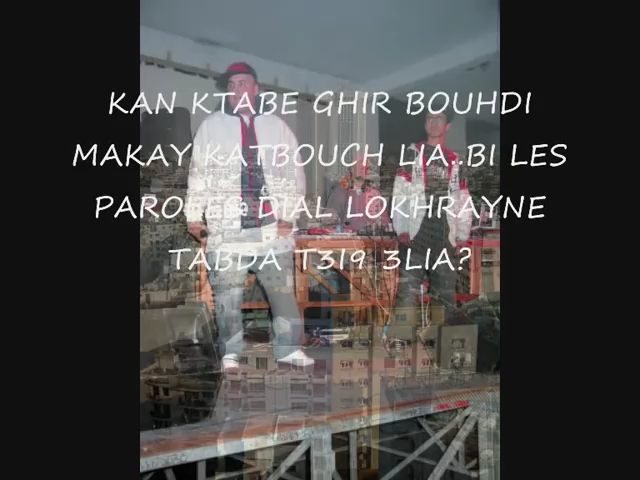 KAN KTABE GHIR BOUHDI
MAKAY KATBOUCH LIA..BI LES
PAROLES DIAL LOKHRAYNE
TABDA T3I9 3LIA?